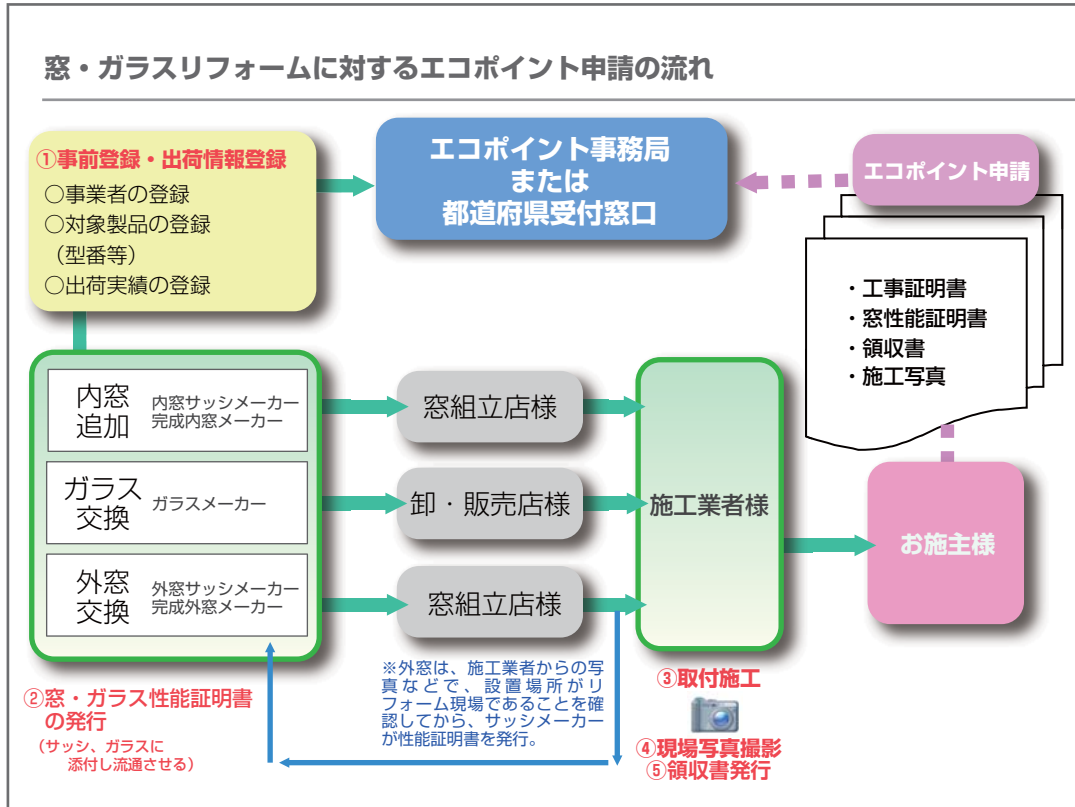 窓・ガラスリフォームに対するエコポイント申請の流れ
①事前登録・出荷情報登録
○事業者の登録
○対象製品の登録
（型番等）
○出荷実績の登録
エコポイント事務局
または
都道府県受付窓口
エコポイント申請
・工事証明書
・窓性能証明書
・領収書
・施工写真
内窓
追加
内窓サッシメーカー
完成内窓メーカー
窓組立店様
ガラス
交換
ガラスメーカー
卸・販売店様
外窓
交換
外窓サッシメーカー
完成外窓メーカー
窓組立店様
施工業者様
お施主様
②窓・ガラス性能証明書
の発行
（サッシ、ガラスに
添付し流通させる）
※外窓は、施工業者からの写
真などで、設置場所がリ
フォーム現場であることを確
認してから、サッシメーカー
が性能証明書を発行。
③取付施工
④現場写真撮影
⑤領収書発行